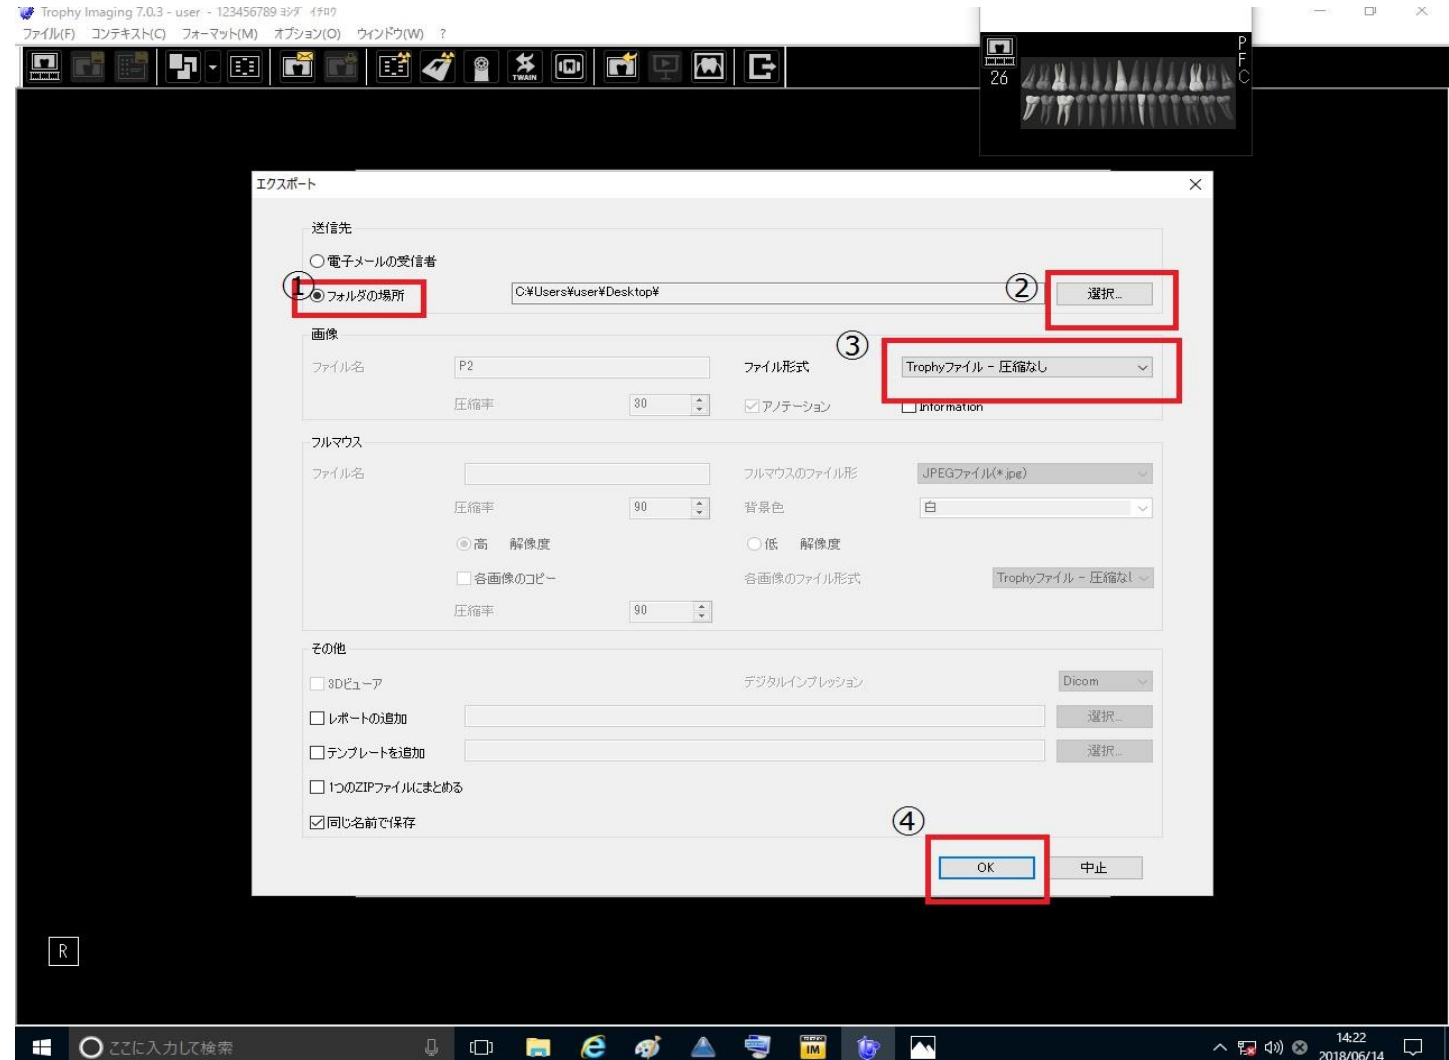 Trophy Imaging 7.0.3 - user - 123456789 ﾖｼﾀﾞ ｲﾁﾛｳ
ファイル(F) コンテキスト(C) フォーマット(M) オプション(O) ウィンドウ(W) ?
TWAIN
26
P
F
C
エクスポート
送信先
電子メールの受信者
① フォルダの場所 C:¥Users¥user¥Desktop¥ ② 選択...
画像
③
ファイル名 P2 ファイル形式 Trophyファイル - 圧縮なし
圧縮率 80 アノテーション Information
フルマウス
ファイル名 フルマウスのファイル形 JPEGファイル(*.jpg)
圧縮率 90 背景色 白
高 解像度 低 解像度
各画像のコピー 各画像のファイル形式 Trophyファイル - 圧縮なし
圧縮率 90
その他
3Dビューア デジタルインプレッション Dicom
レポートの追加 選択...
テンプレートを追加 選択...
1つのZIPファイルにまとめる
同じ名前で保存
④
OK 中止
R
ここに入力して検索
IM
14:22
2018/06/14